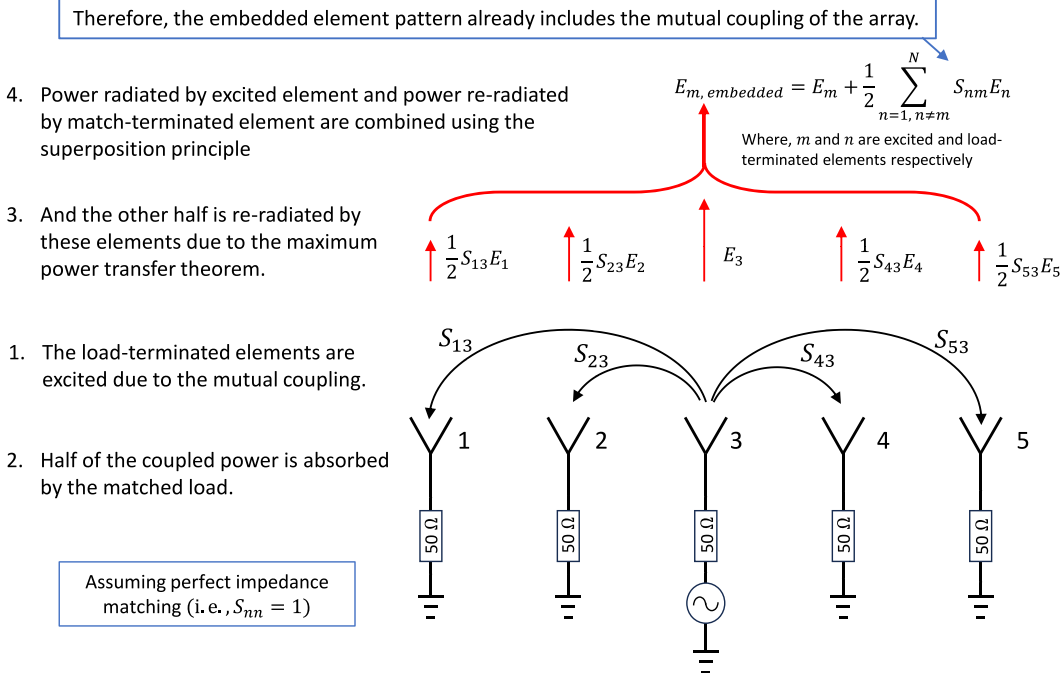 Therefore, the embedded element pattern already includes the mutual coupling of the array.
4. Power radiated by excited element and power re-radiated
by match-terminated element are combined using the
superposition principle
E_{m, embedded} = E_m + \frac{1}{2} \sum_{n=1, n≠m}^{N} S_{nm}E_n
Where, m and n are excited and load-
terminated elements respectively
3. And the other half is re-radiated by
these elements due to the maximum
power transfer theorem.
\frac{1}{2}S_{13}E_1
\frac{1}{2}S_{23}E_2
E_3
\frac{1}{2}S_{43}E_4
\frac{1}{2}S_{53}E_5
1. The load-terminated elements are
excited due to the mutual coupling.
S_{13}
S_{23}
S_{43}
S_{53}
1
2
3
4
5
2. Half of the coupled power is absorbed
by the matched load.
50 Ω
50 Ω
50 Ω
50 Ω
50 Ω
Assuming perfect impedance
matching (i.e., S_{nn} = 1)